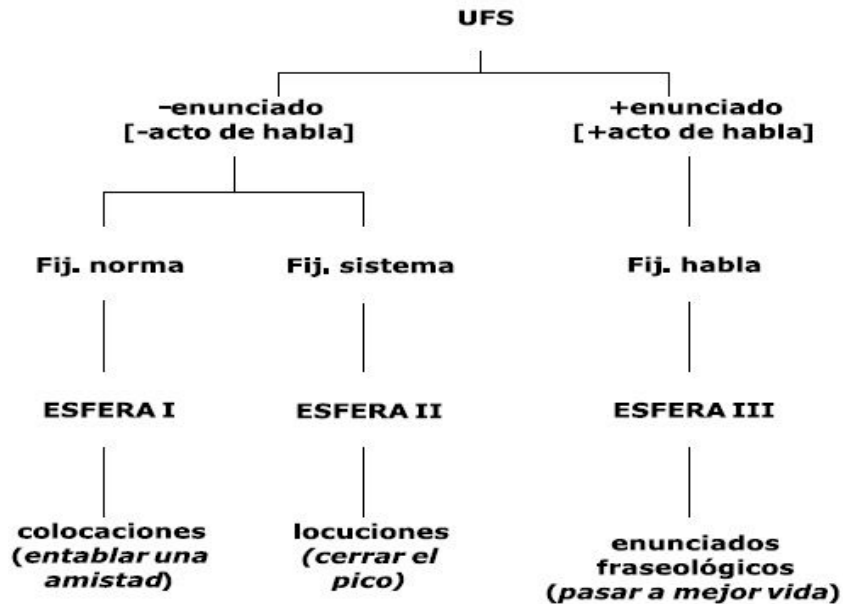 UFS
-enunciado
[-acto de habla]
+enunciado
[+acto de habla]
Fij. norma
Fij. sistema
Fij. habla
ESFERA I
ESFERA II
ESFERA III
colocaciones
(entablar una
amistad)
locuciones
(cerrar el
pico)
enunciados
fraseológicos
(pasar a mejor vida)